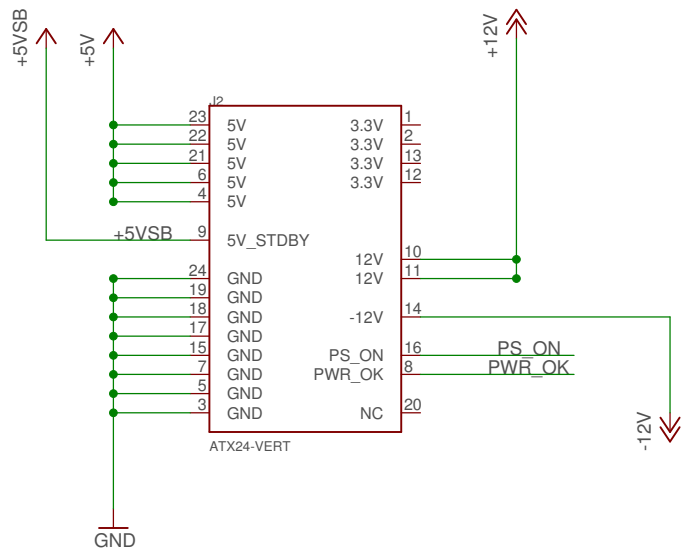 +5VSB
+5V
+12V
J2
23 5V 3.3V 1
22 5V 3.3V 2
21 5V 3.3V 13
6 5V 3.3V 12
4 5V
+5VSB 9 5V_STDBY
12V 10
24 GND 12V 11
19 GND
18 GND -12V 14
17 GND
15 GND PS_ON 16 PS_ON
7 GND PWR_OK 8 PWR_OK
5 GND
3 GND NC 20
-12V
ATX24-VERT
GND